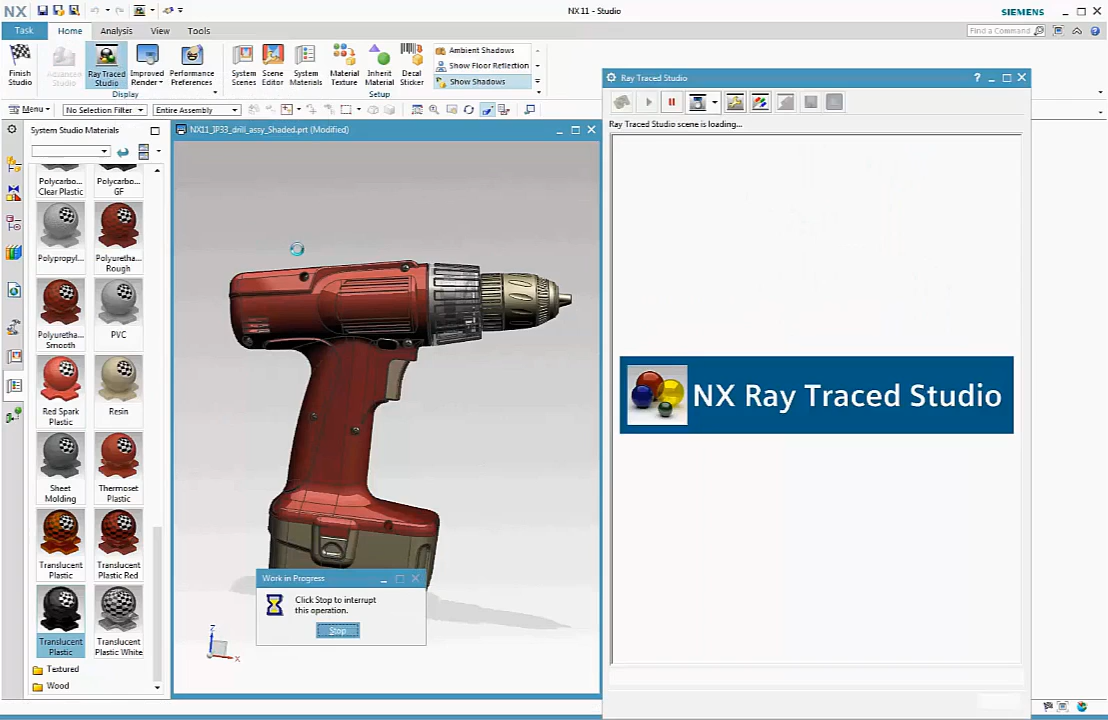 NX
NX 11 - Studio
SIEMENS
Task
Home
Analysis
View
Tools
Find a Command
Finish
Studio
Advanced
Studio
Ray Traced
Studio
Improved
Render
Performance
Preferences
Display
System
Scenes
Scene
Editor
System
Materials
Material
Texture
Inherit
Material
Decal
Sticker
Setup
Ambient Shadows
Show Floor Reflection
Show Shadows
Menu
No Selection Filter
Entire Assembly
System Studio Materials
Polycarbo...
Clear Plastic
Polycarbo...
GF
Polypropyl...
Polyuretha...
Rough
Polyuretha...
Smooth
PVC
Red Spark
Plastic
Resin
Sheet
Molding
Thermoset
Plastic
Translucent
Plastic
Translucent
Plastic Red
Translucent
Plastic
Translucent
Plastic White
Textured
Wood
NX11_IP33_drill_assy_Shaded.prt (Modified)
Z
X
Work in Progress
Click Stop to interrupt
this operation.
Stop
Ray Traced Studio
Ray Traced Studio scene is loading...
NX Ray Traced Studio